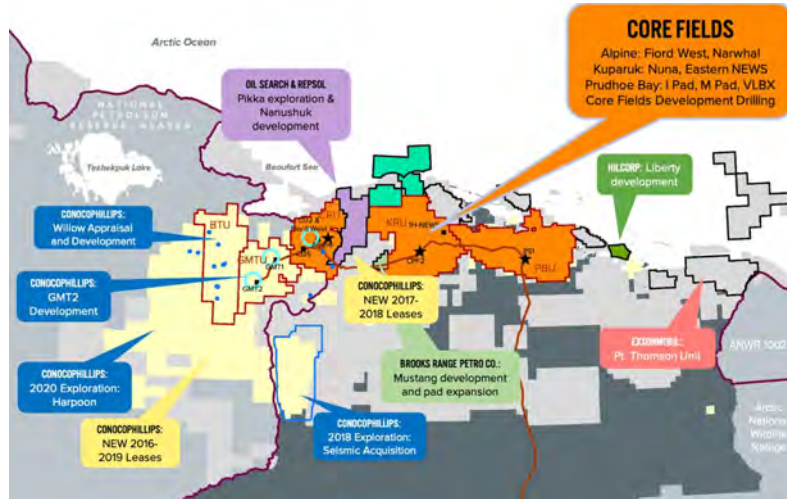 Arctic Ocean
CORE FIELDS
Alpine: Fiord West, Narwhal
Kuparuk: Nuna, Eastern NEWS
Prudhoe Bay: I Pad, M Pad, VLBX
Core Fields Development Drilling
OIL SEARCH & REPSOL
Pikka exploration &
Nanushuk
development
NATIONAL
PETROLEUM
RESERVE ALASKA
Teshekpuk Lake
Beaufort Sea
HILCORP: Liberty
development
CONOCOPHILLIPS:
Willow Appraisal
and Development
BTU
CRU
KRU
GMTU
GMT1
GMT2
PBU
CONOCOPHILLIPS:
GMT2
Development
CONOCOPHILLIPS:
NEW 2017-
2018 Leases
EXXONMOBIL:
Pt. Thomson Unit
ANWR 1002
BROOKS RANGE PETRO CO.:
Mustang development
and pad expansion
CONOCOPHILLIPS:
2020 Exploration:
Harpoon
CONOCOPHILLIPS:
NEW 2016-
2019 Leases
CONOCOPHILLIPS:
2018 Exploration:
Seismic Acquisition
Arctic
National
Wildlife
Refuge